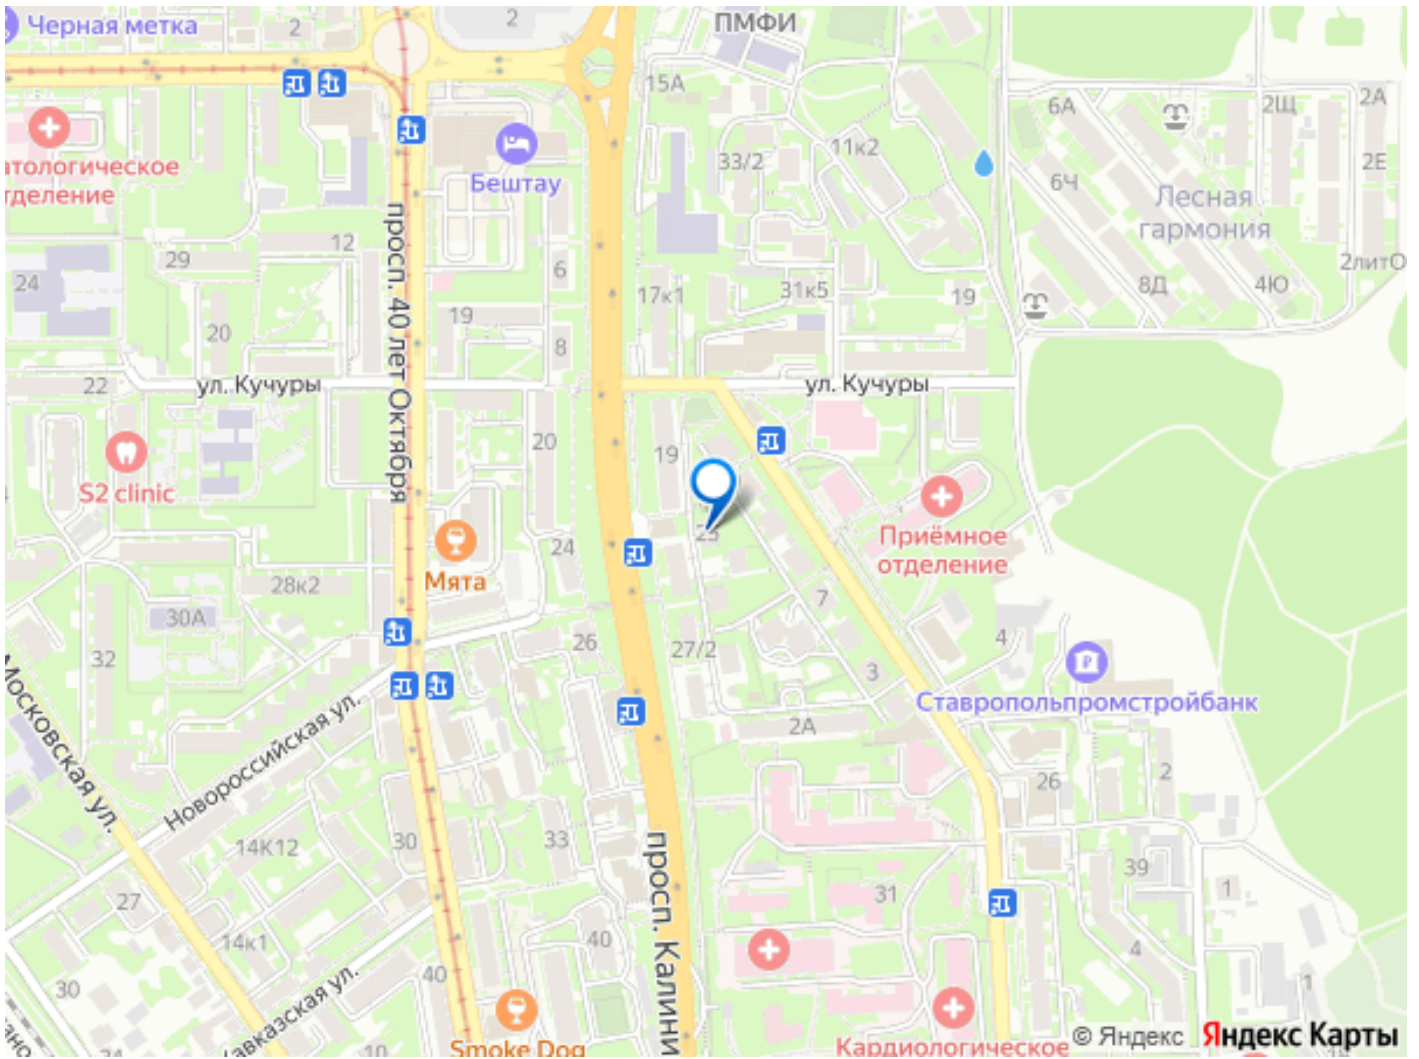 Черная метка
2
2
ПМФИ
15А
6А
2Щ
2А
атологическое
тделение
Бештау
33/2
11к2
2Е
6Ч
Лесная
гармония
12
29
24
просп. 40 лет Октября
6
17к1
31к5
19
8Д
4Ю
2литО
20
19
8
22
ул. Кучуры
ул. Кучуры
20
19
S2 clinic
Приёмное
отделение
23
24
Мята
28к2
30А
7
26
27/2
4
32
3
Ставропольпромстройбанк
2А
Московская ул.
Новороссийская ул.
26
2
30
33
14К12
просп. Калини
39
27
31
1
14к1
40
4
40
30
1
авказская ул.
10
Smoke Dog
Кардиологическое
© Яндекс
Яндекс Карты